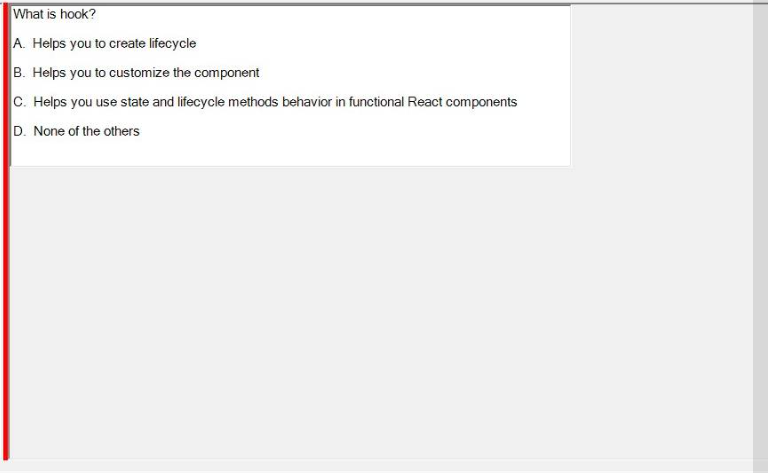 What is hook?
A. Helps you to create lifecycle
B. Helps you to customize the component
C. Helps you use state and lifecycle methods behavior in functional React components
D. None of the others